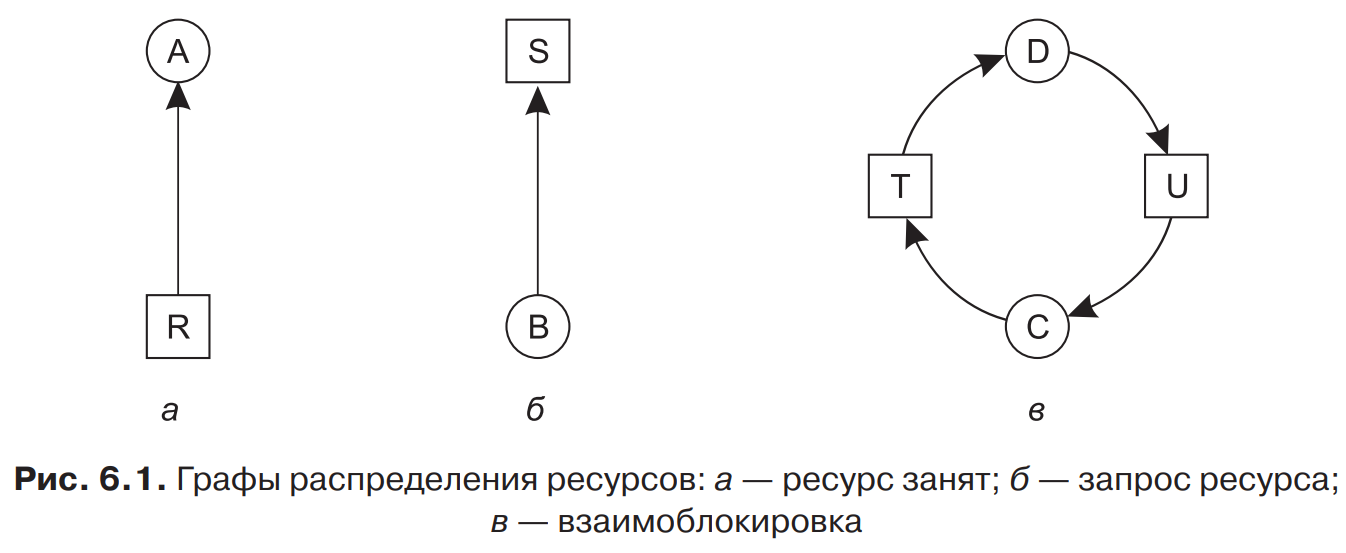 A
S
D
T
U
R
B
C
а
б
в
Рис. 6.1. Графы распределения ресурсов: а — ресурс занят; б — запрос ресурса;
в — взаимоблокировка